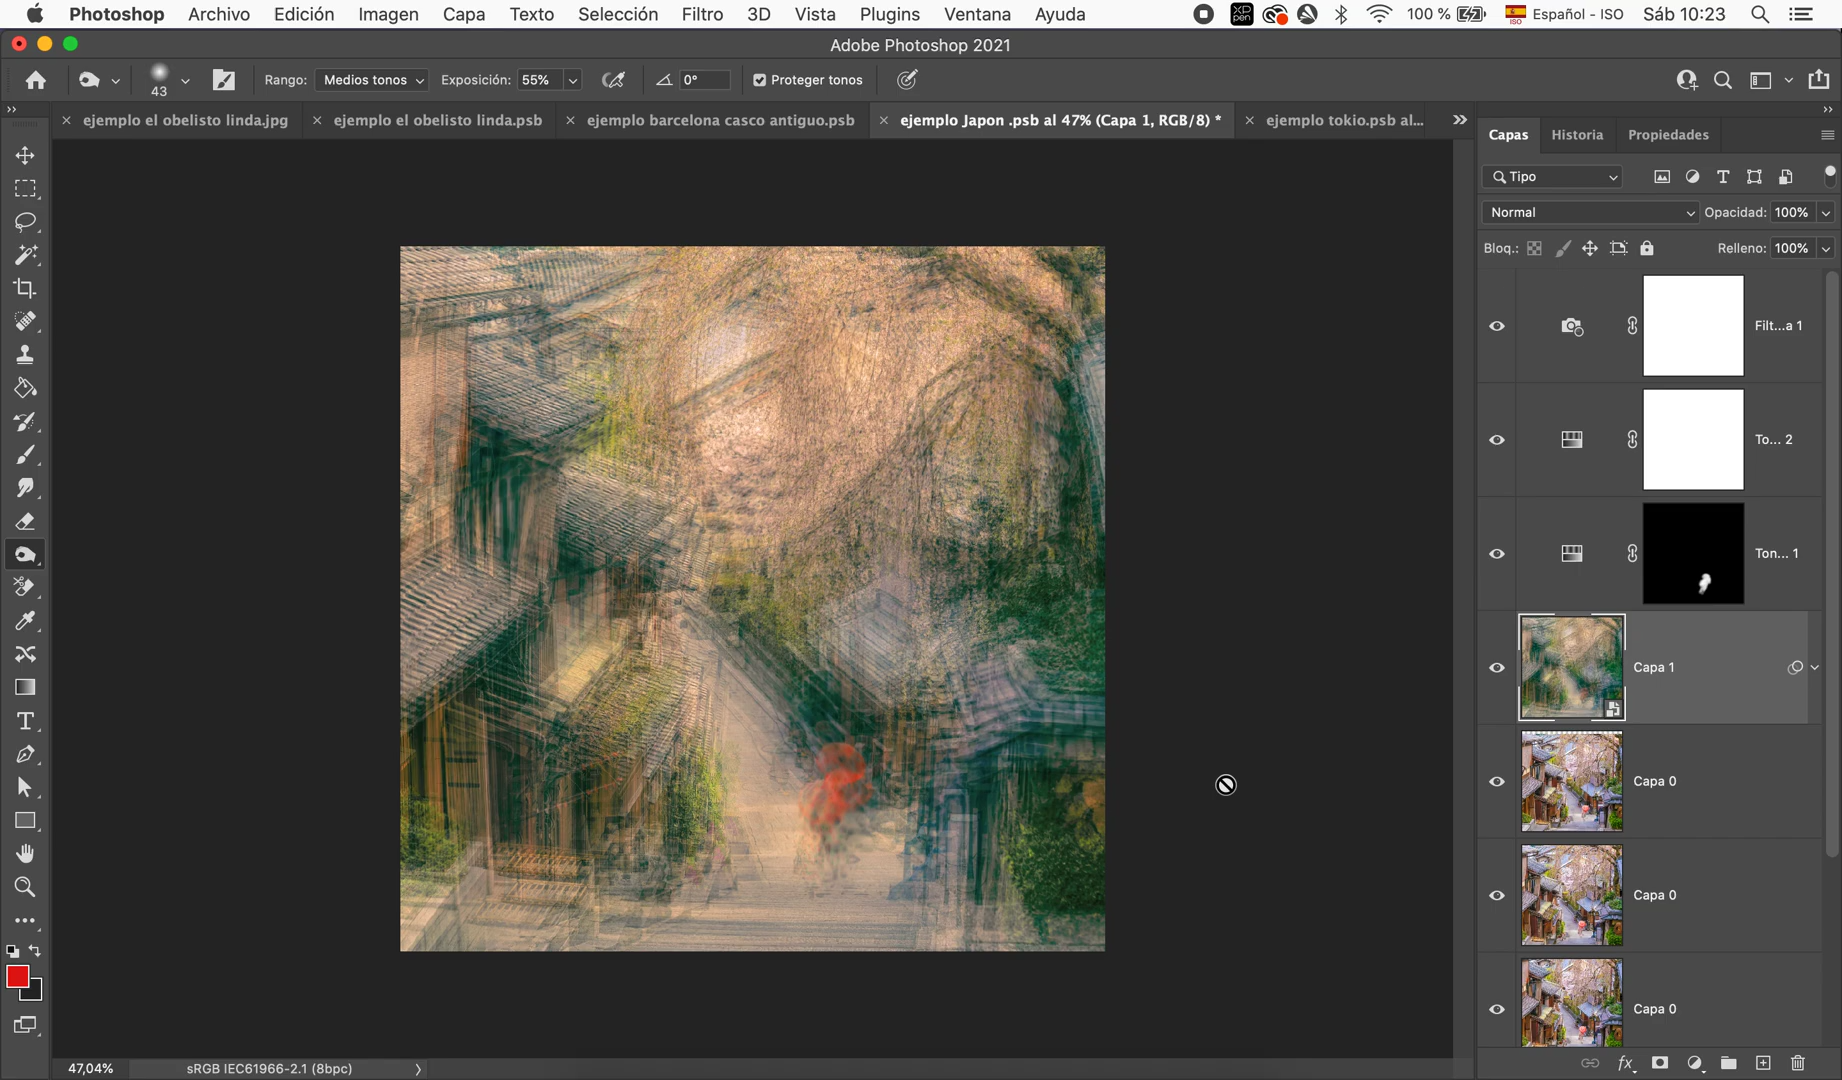 Photoshop Archivo Edición Imagen Capa Texto Selección Filtro 3D Vista Plugins Ventana Ayuda XP pen 100 % ISO Español - ISO Sáb 10:23
Adobe Photoshop 2021
43 Rango: Medios tonos Exposición: 55% 0° Proteger tonos
ejemplo el obelisto linda.jpg ejemplo el obelisto linda.psb ejemplo barcelona casco antiguo.psb ejemplo Japon .psb al 47% (Capa 1, RGB/8) * ejemplo tokio.psb al...
Capas Historia Propiedades
Tipo
Normal Opacidad: 100%
Bloq.: Relleno: 100%
Filt...a 1
To... 2
Ton... 1
Capa 1
Capa 0
Capa 0
Capa 0
47,04% sRGB IEC61966-2.1 (8bpc)